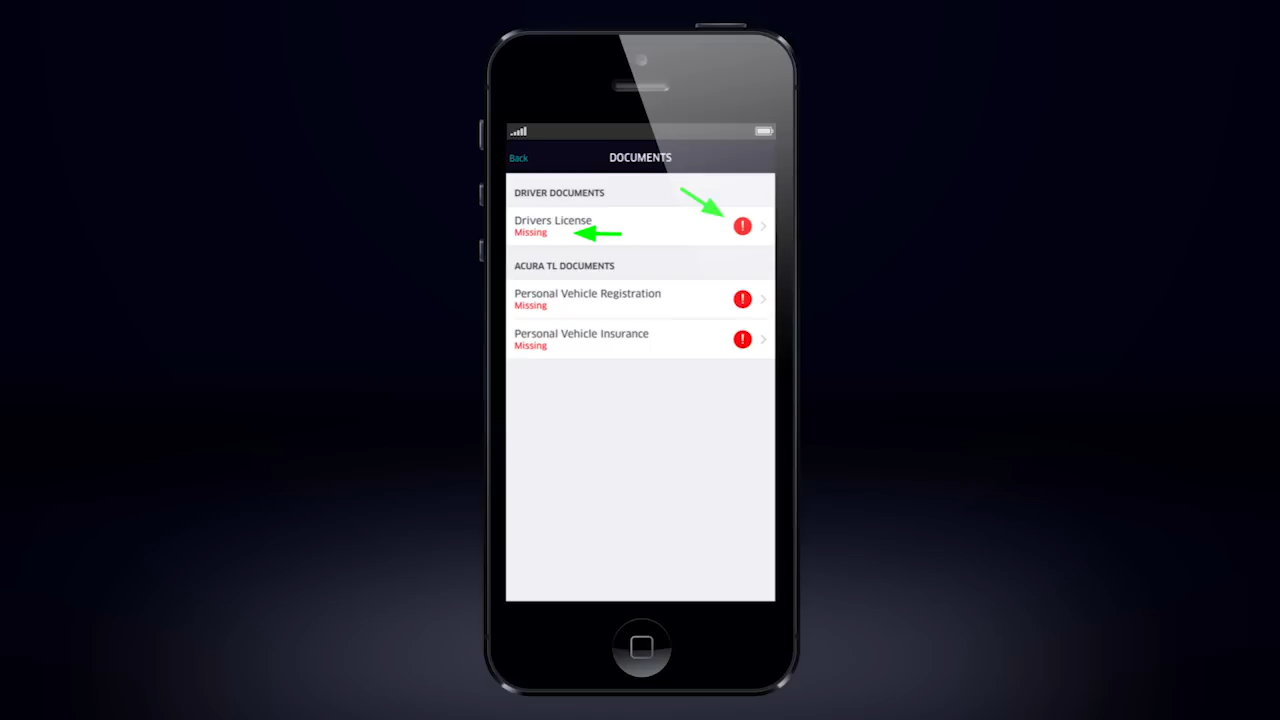 Back
DOCUMENTS
DRIVER DOCUMENTS
Drivers License
Missing
ACURA TL DOCUMENTS
Personal Vehicle Registration
Missing
Personal Vehicle Insurance
Missing